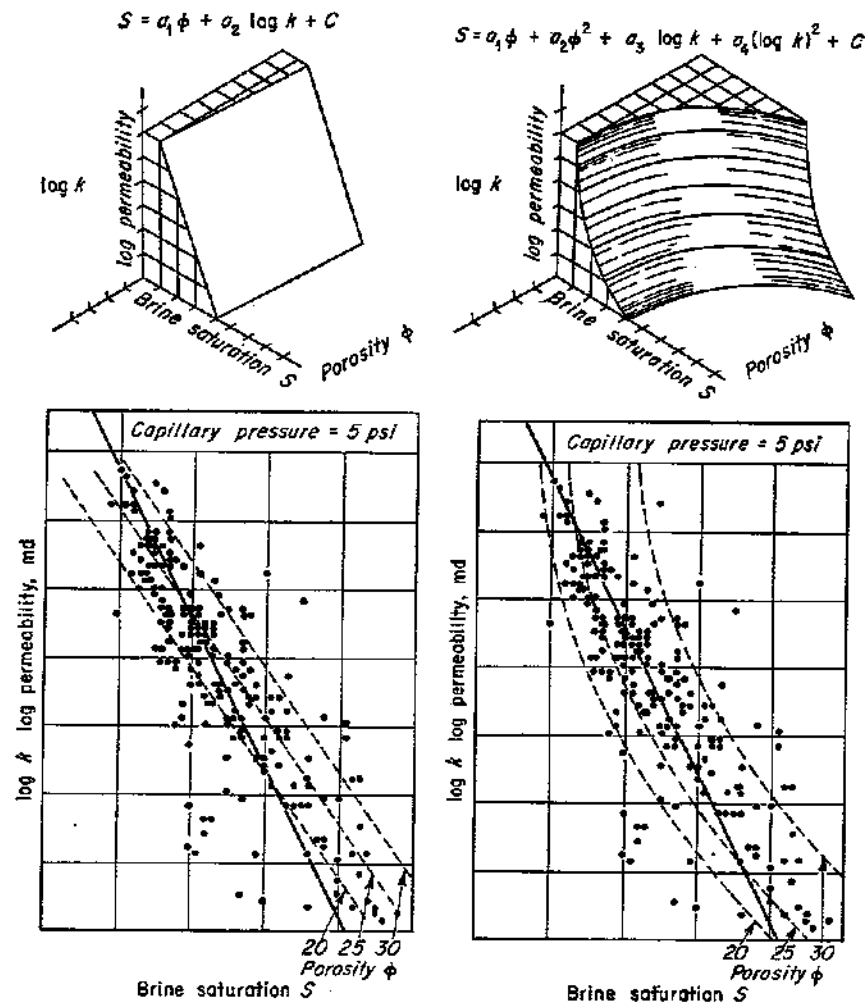 S = a₁ϕ + a₂ log k + C
log k
log permeability
Brine saturation S
Porosity ϕ
S = a₁ϕ + a₂ϕ² + a₃ log k + a₄(log k)² + C
log k
log permeability
Brine saturation S
Porosity ϕ
Capillary pressure = 5 psi
log k log permeability, md
20 25 30
Porosity ϕ
Brine saturation S
Capillary pressure = 5 psi
log k log permeability, md
20 25 30
Porosity ϕ
Brine saturation S